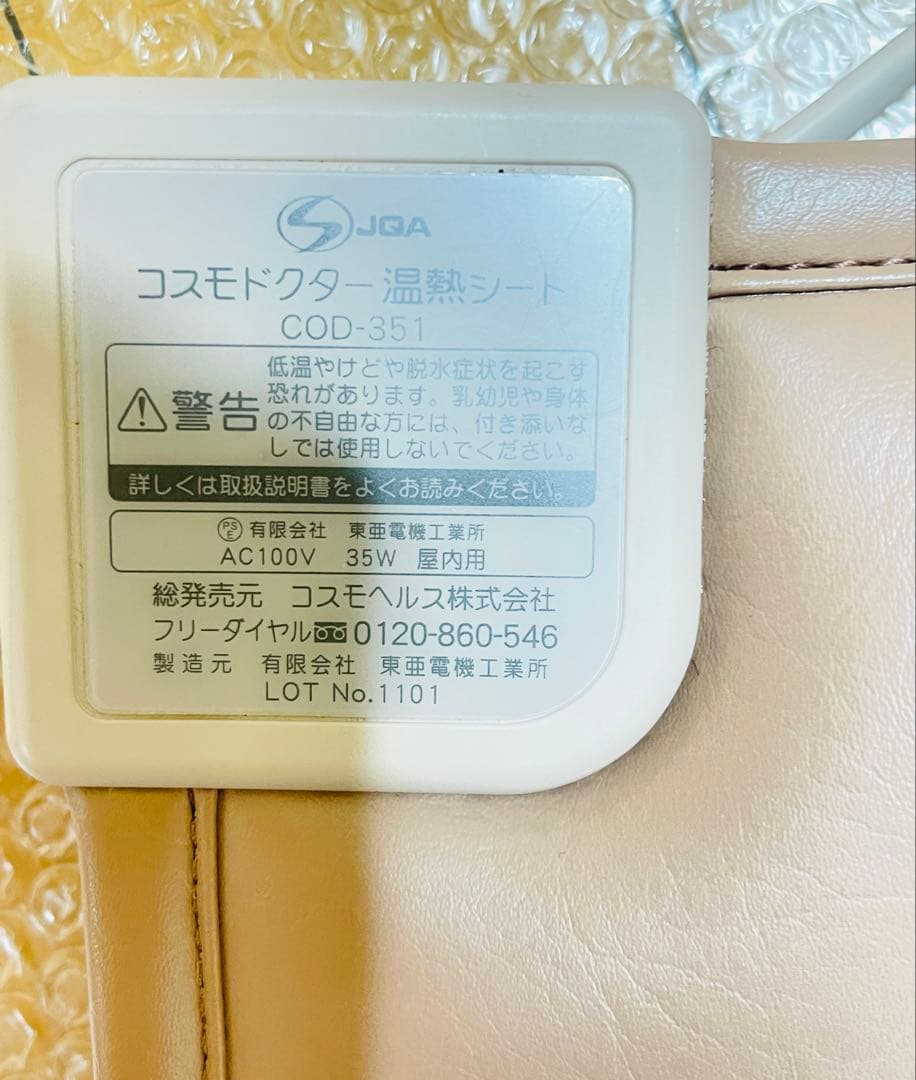 JQA
コスモドクター 温熱シート
COD-351
警告
低温やけどや脱水症状を起こす
恐れがあります。乳幼児や身体
の不自由な方には、付き添いな
しでは使用しないでください。
詳しくは取扱説明書をよくお読みください。
PSE 有限会社 東亜電機工業所
AC100V 35W 屋内用
総発売元 コスモヘルス株式会社
フリーダイヤル 0120-860-546
製造元 有限会社 東亜電機工業所
LOT No.1101